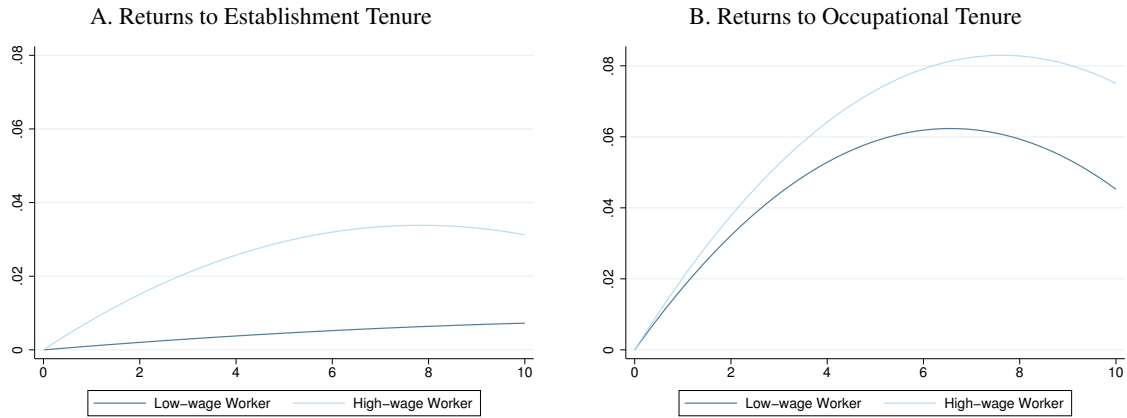 A. Returns to Establishment Tenure
.08
.06
.04
.02
0
0 2 4 6 8 10
Low-wage Worker High-wage Worker
B. Returns to Occupational Tenure
.08
.06
.04
.02
0
0 2 4 6 8 10
Low-wage Worker High-wage Worker